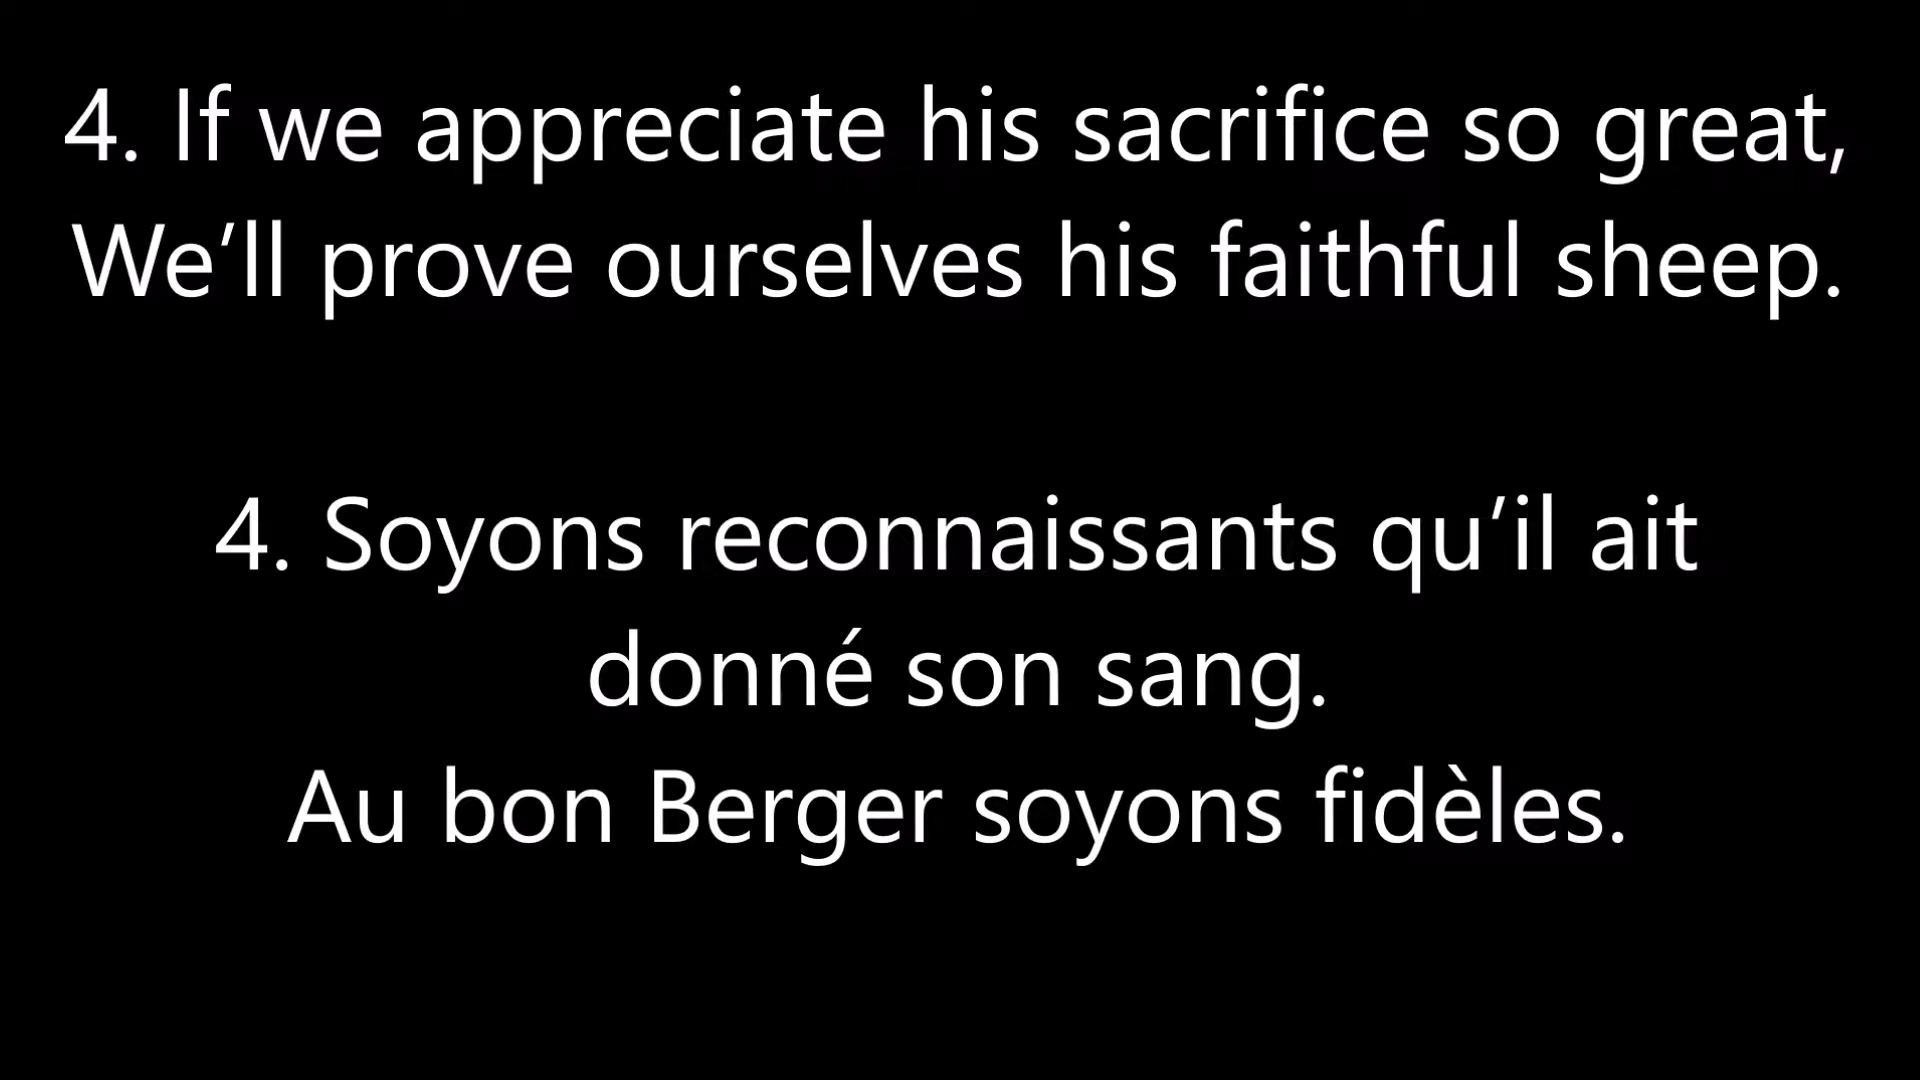 4. If we appreciate his sacrifice so great,
We’ll prove ourselves his faithful sheep.
4. Soyons reconnaissants qu’il ait
donné son sang.
Au bon Berger soyons fidèles.